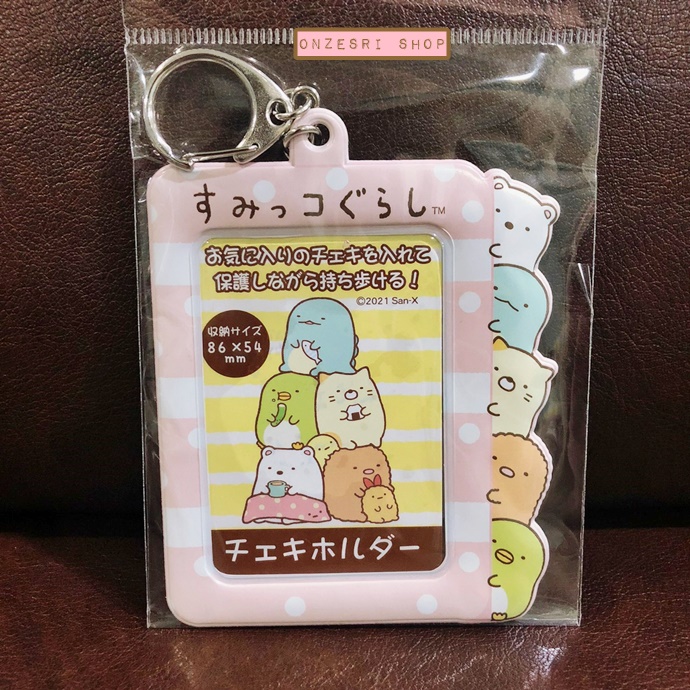 ONZESRI SHOP
すみっコぐらし™
お気に入りのチェキを入れて
保護しながら持ち歩ける！
©2021 San-X
収納サイズ
86×54
mm
チェキホルダー